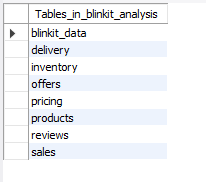 Tables_in_blinkit_analysis
blinkit_data
delivery
inventory
offers
pricing
products
reviews
sales